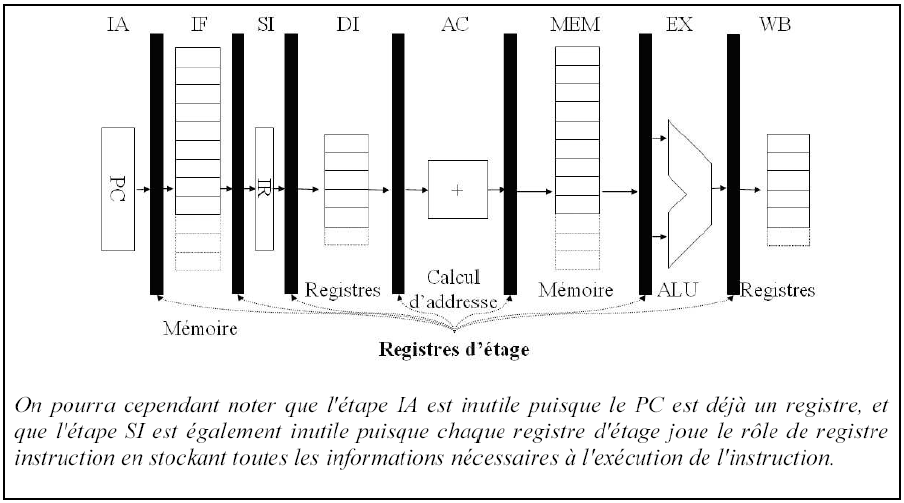 IA IF SI DI AC MEM EX WB
PC
IR
+
Registres
Calcul
d'addresse
Mémoire
ALU
Registres
Mémoire
Registres d'étage
On pourra cependant noter que l'étape IA est inutile puisque le PC est déjà un registre, et
que l'étape SI est également inutile puisque chaque registre d'étage joue le rôle de registre
instruction en stockant toutes les informations nécessaires à l'exécution de l'instruction.